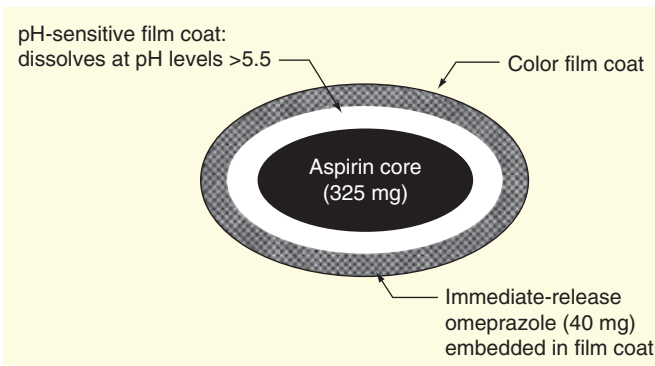 pH-sensitive film coat:
dissolves at pH levels >5.5
Color film coat
Aspirin core
(325 mg)
Immediate-release
omeprazole (40 mg)
embedded in film coat